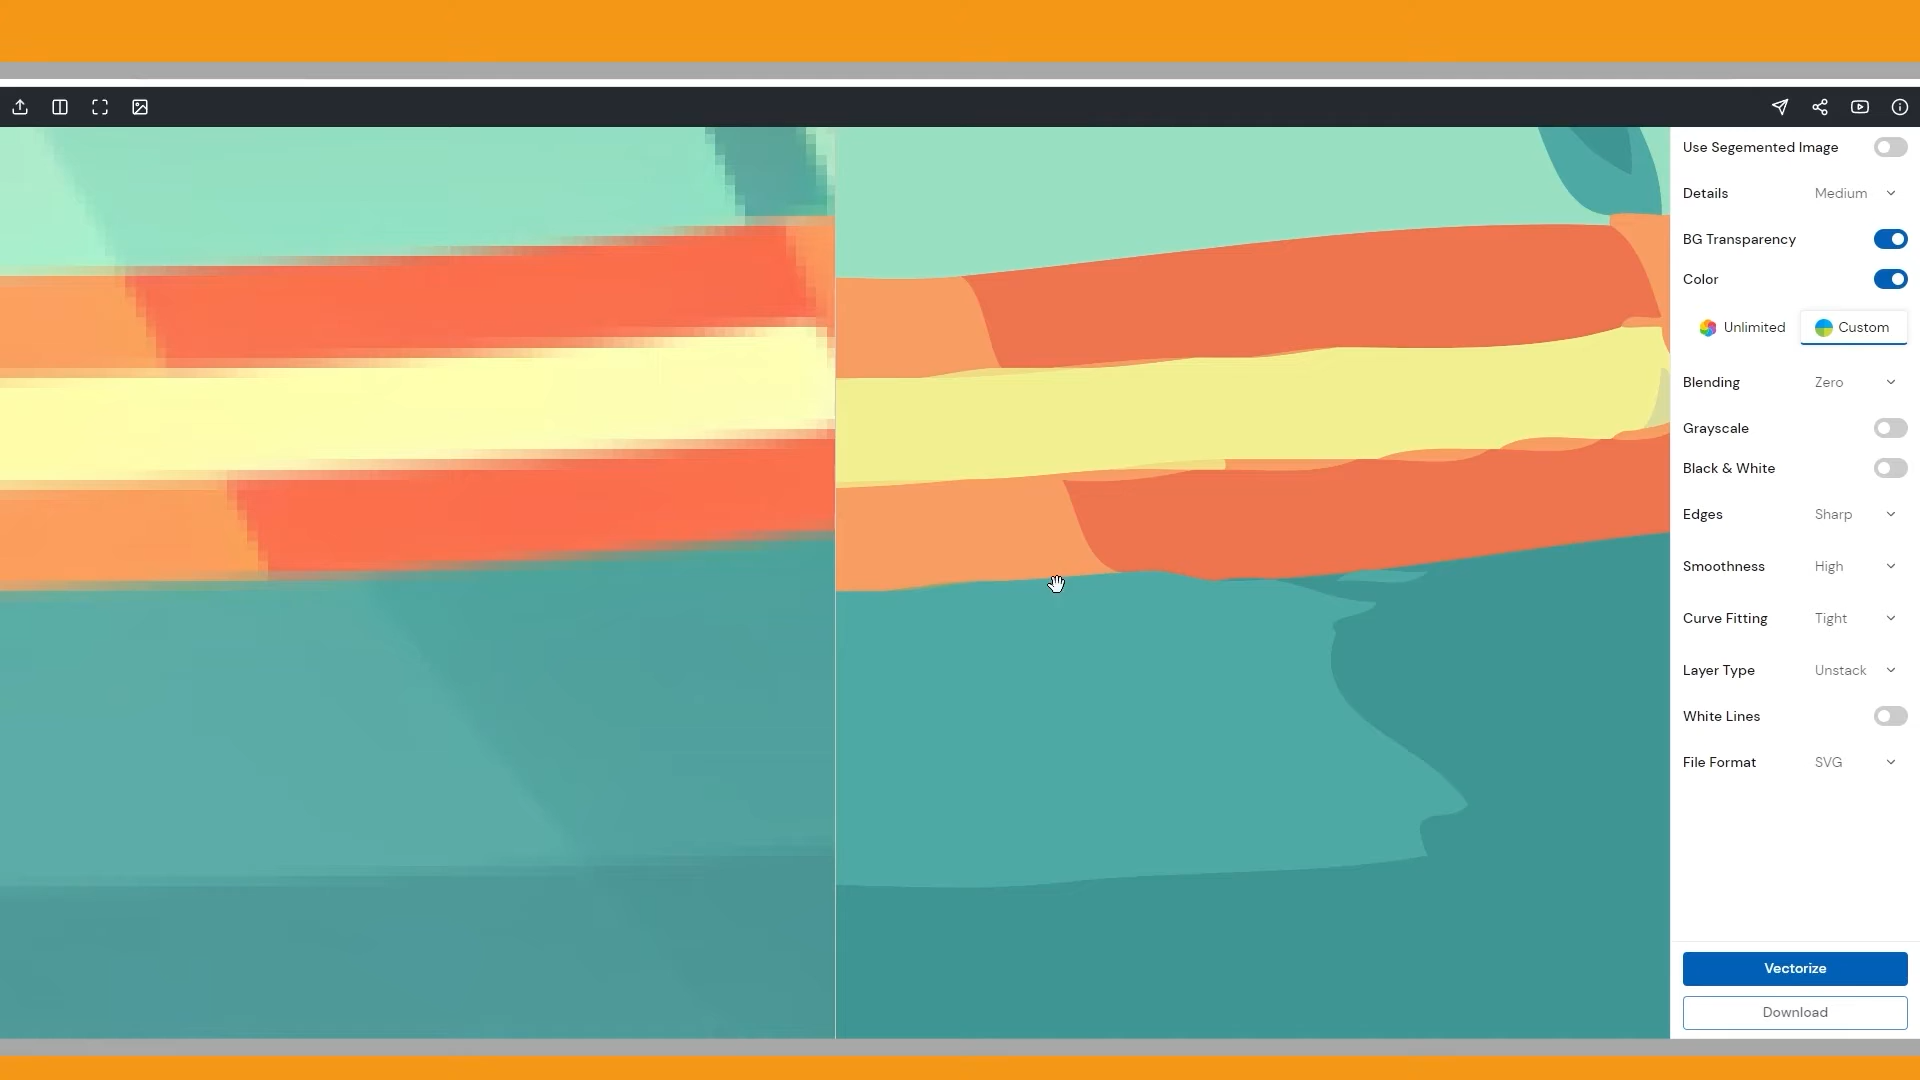 Use Segemented Image
Details Medium
BG Transparency
Color
Unlimited Custom
Blending Zero
Grayscale
Black & White
Edges Sharp
Smoothness High
Curve Fitting Tight
Layer Type Unstack
White Lines
File Format SVG
Vectorize
Download